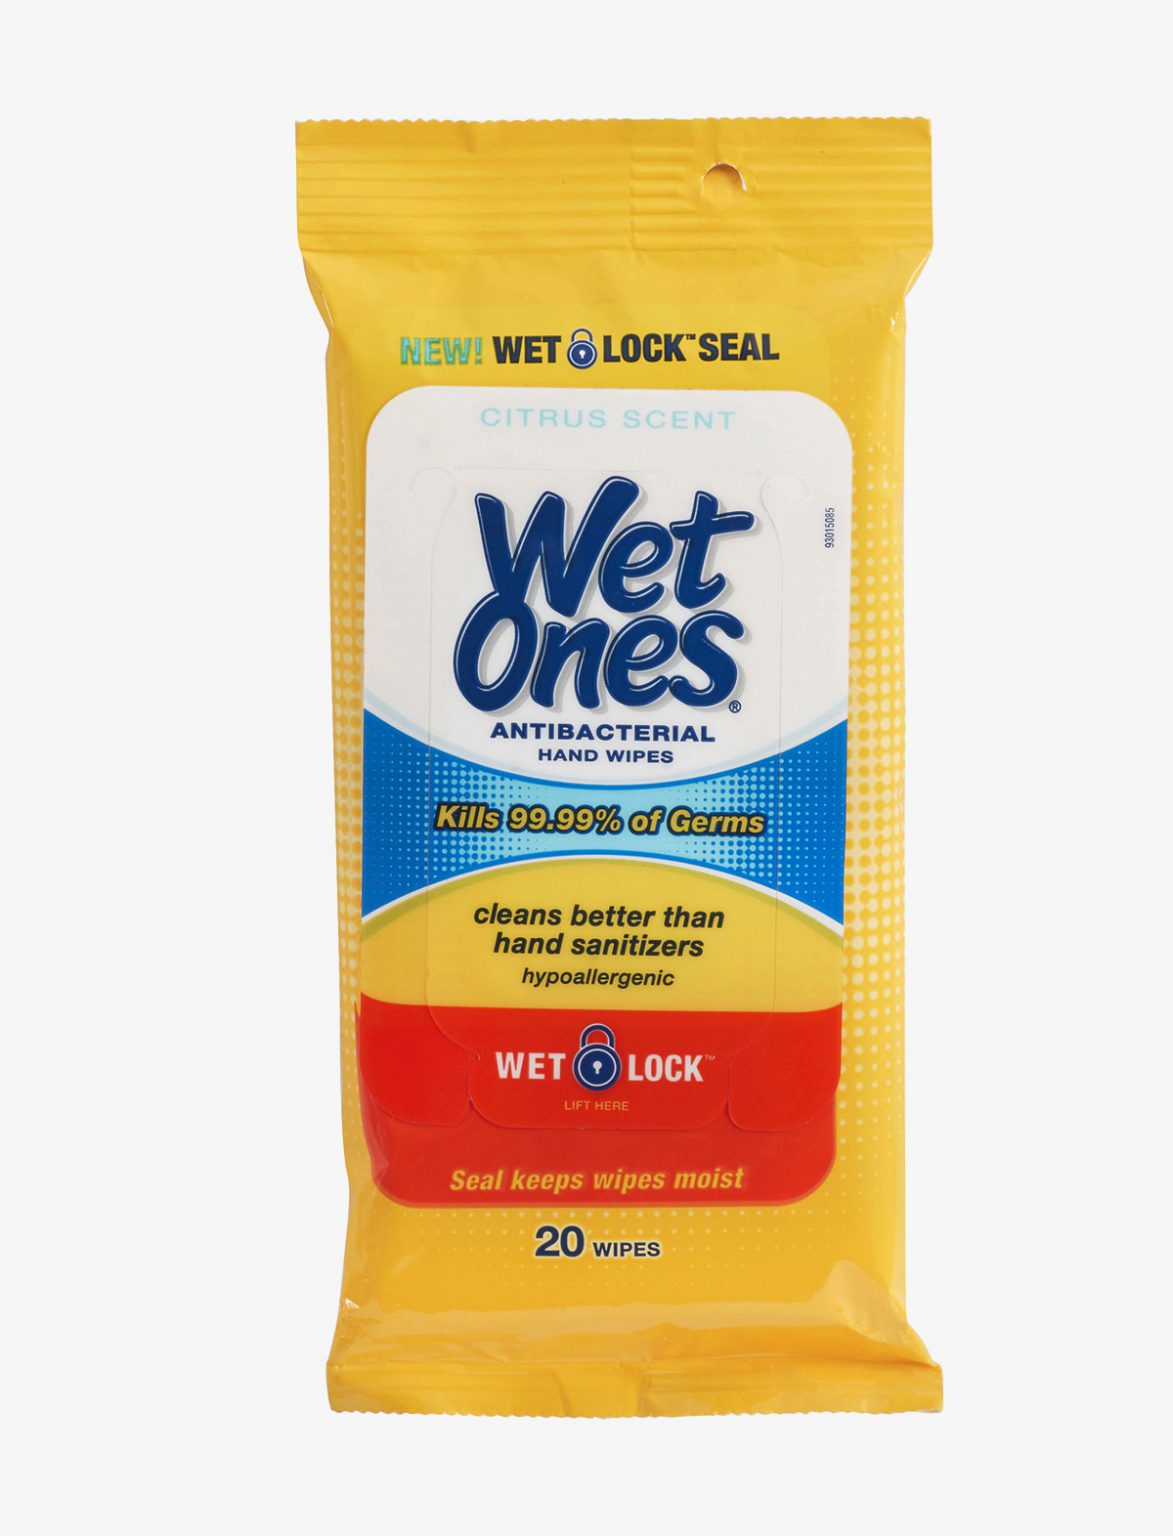 NEW! WET LOCK™ SEAL
CITRUS SCENT
93015085
Wet
Ones®
ANTIBACTERIAL
HAND WIPES
Kills 99.99% of Germs
cleans better than
hand sanitizers
hypoallergenic
WET LOCK™
LIFT HERE
Seal keeps wipes moist
20 WIPES